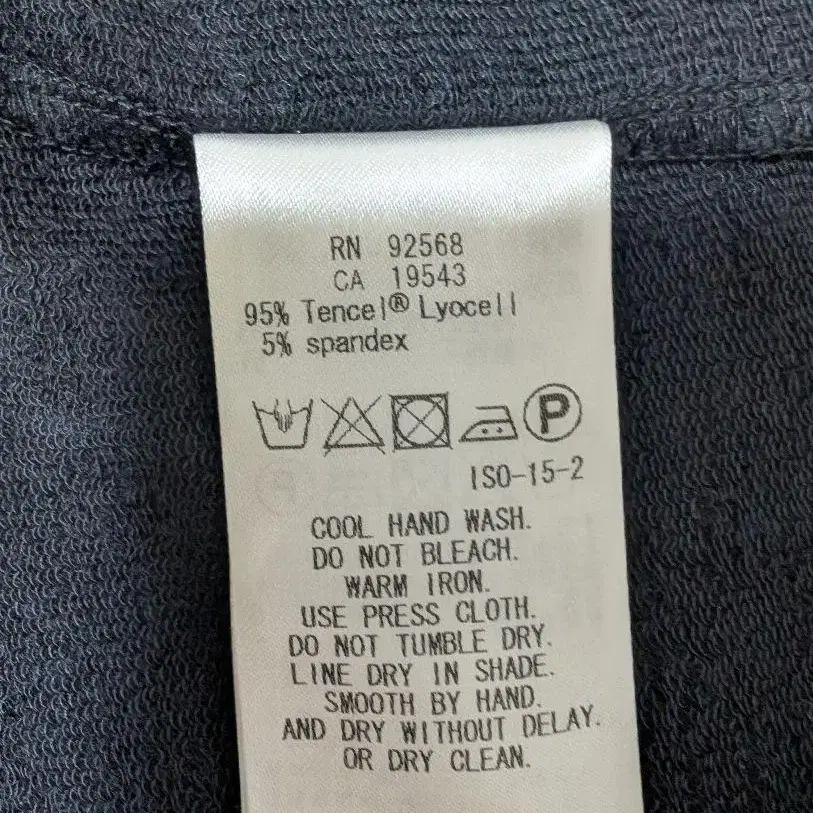 RN 92568
CA 19543
95% Tencel® Lyocell
5% spandex
P
ISO-15-2
COOL HAND WASH.
DO NOT BLEACH.
WARM IRON.
USE PRESS CLOTH.
DO NOT TUMBLE DRY.
LINE DRY IN SHADE.
SMOOTH BY HAND.
AND DRY WITHOUT DELAY.
OR DRY CLEAN.